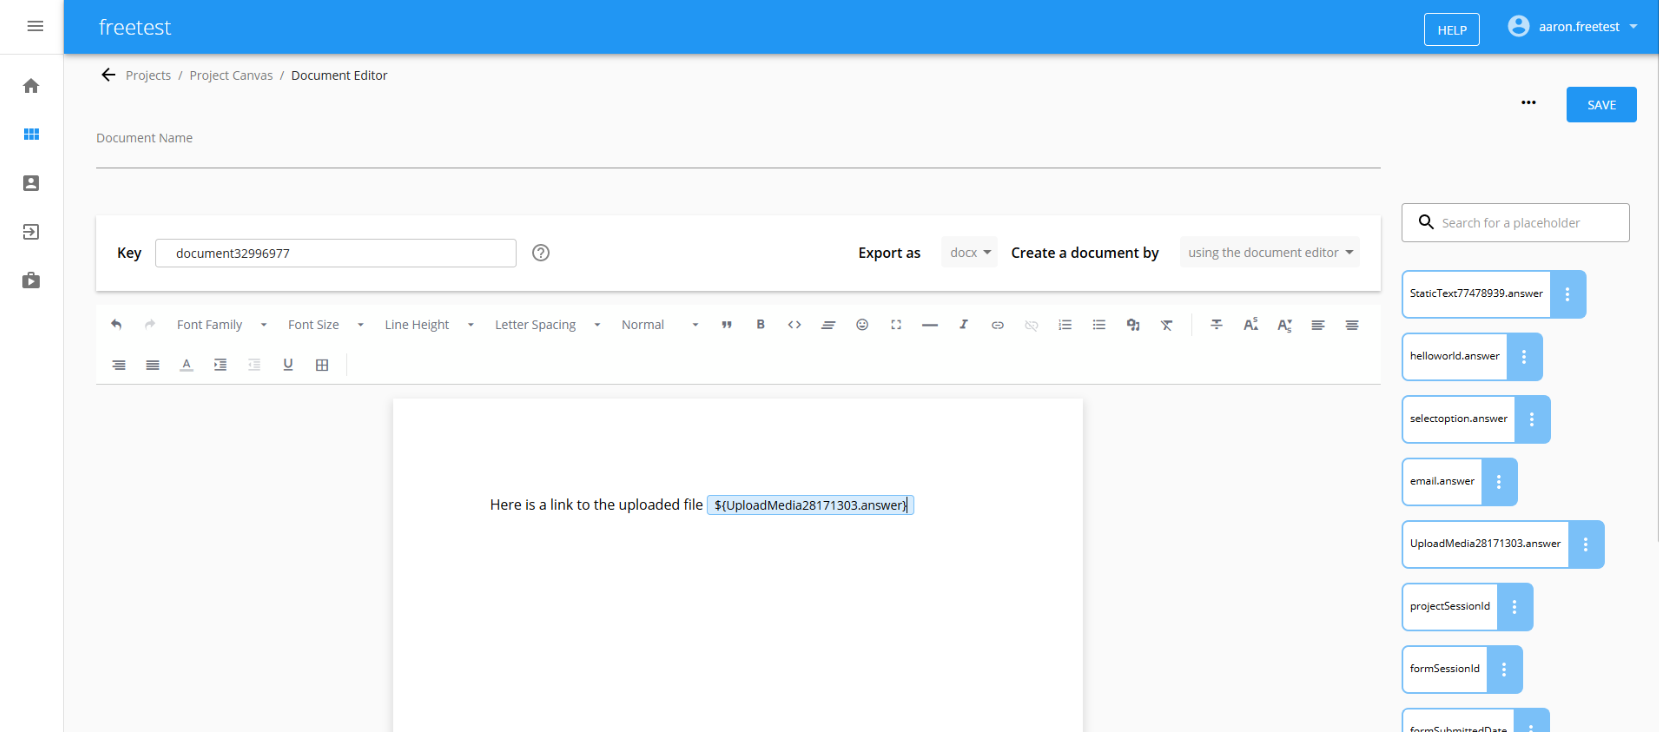 freetest
HELP
aaron.freetest
Projects / Project Canvas / Document Editor
SAVE
Document Name
Search for a placeholder
Key
document32996977
Export as
docx
Create a document by
using the document editor
Font Family
Font Size
Line Height
Letter Spacing
Normal
Here is a link to the uploaded file ${UploadMedia28171303.answer}
StaticText77478939.answer
helloworld.answer
selectoption.answer
email.answer
UploadMedia28171303.answer
projectSessionId
formSessionId
formSubmittedDate